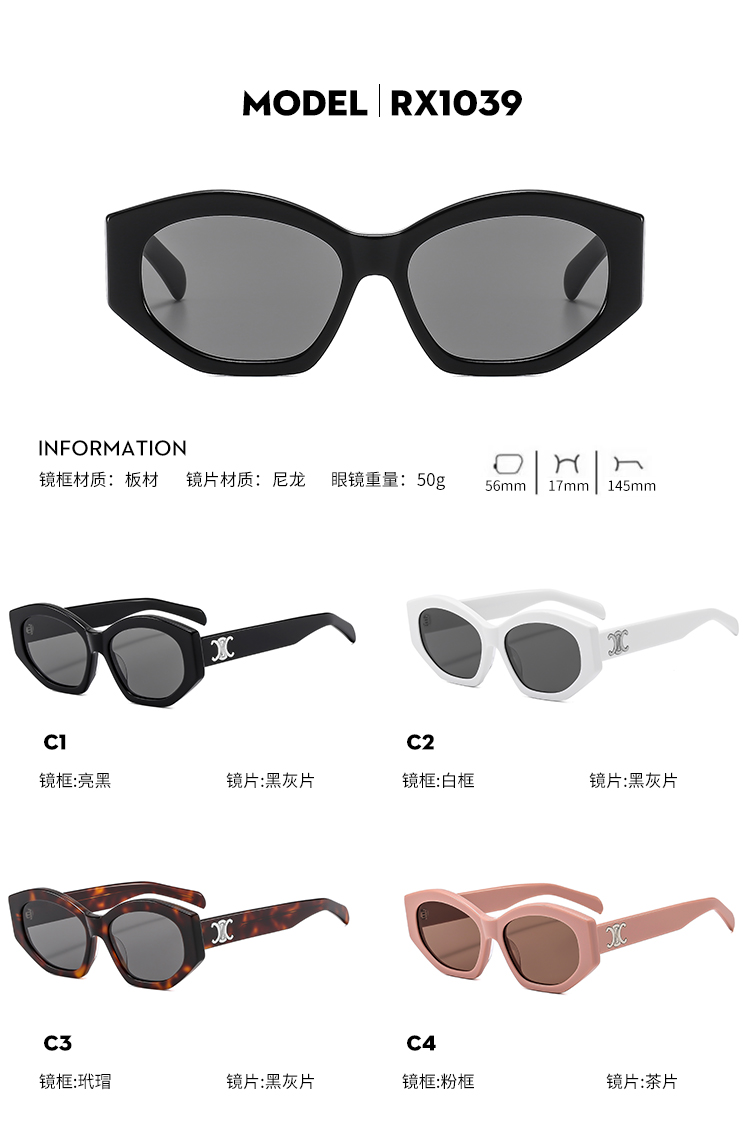 MODEL | RX1039
INFORMATION
镜框材质：板材 镜片材质：尼龙 眼镜重量：50g
56mm 17mm 145mm
C1 C2
镜框:亮黑 镜片:黑灰片 镜框:白框 镜片:黑灰片
C3 C4
镜框:玳瑁 镜片:黑灰片 镜框:粉框 镜片:茶片